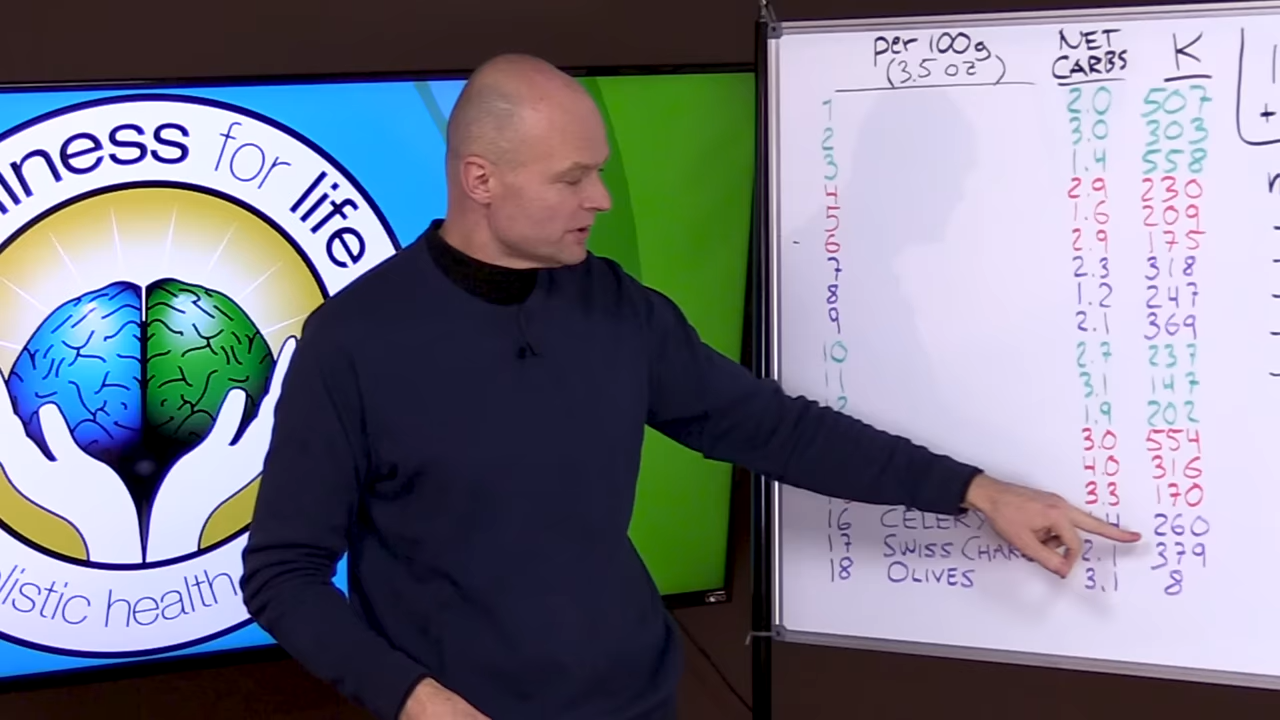 lness for life
listic health
per 100g NET CARBS K
(3.5 oz)
1 2.0 507
2 3.0 303
3 1.4 558
4 2.9 230
5 1.6 209
6 2.9 175
7 2.3 318
8 1.2 247
9 2.1 369
10 2.7 237
11 3.1 147
12 1.9 202
3.0 554
4.0 316
3.3 170
16 CELERY 260
17 SWISS CHAR 2.1 379
18 OLIVES 3.1 8
+